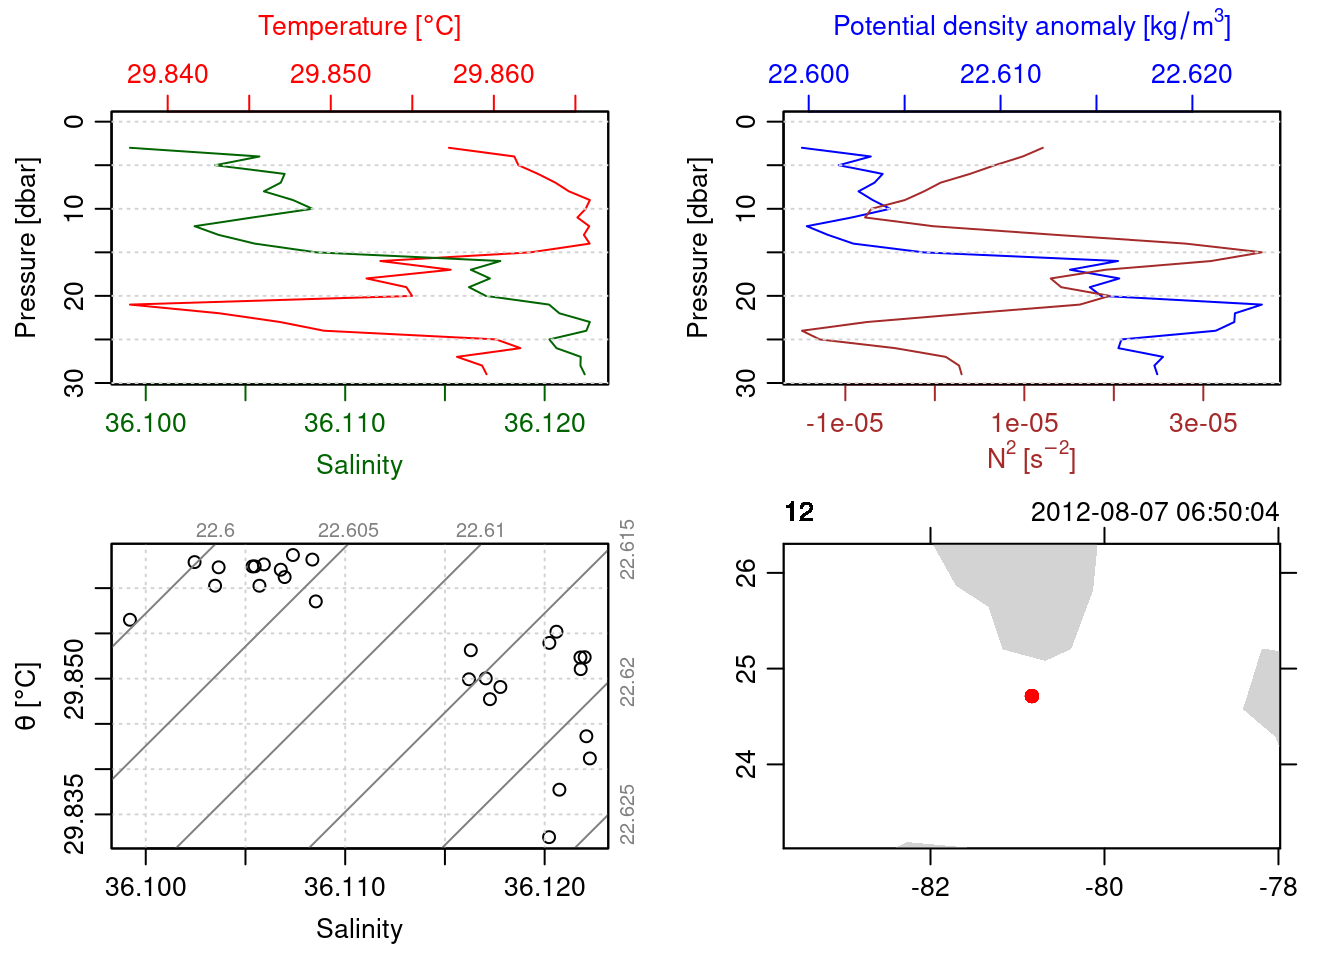 Temperature [°C]
29.840 29.850 29.860
Pressure [dbar]
0 10 20 30
36.100 36.110 36.120
Salinity
Potential density anomaly [kg/m³]
22.600 22.610 22.620
Pressure [dbar]
0 10 20 30
-1e-05 1e-05 3e-05
N² [s⁻²]
22.6 22.605 22.61 22.615
22.62
22.625
θ [°C]
29.850
29.835
36.100 36.110 36.120
Salinity
12 2012-08-07 06:50:04
26
25
24
-82 -80 -78